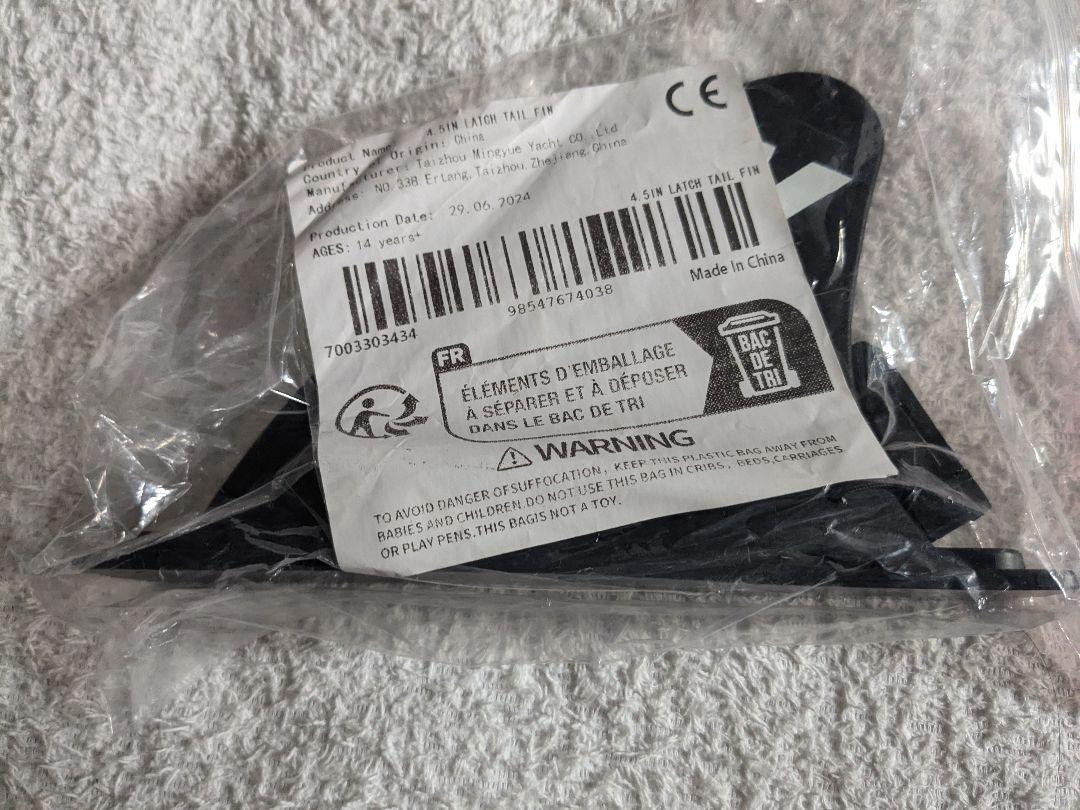 CE
Product Name: 4.5IN LATCH TAIL FIN
Country of Origin: China
Manufacturer: Taizhou Mingyue Yacht CO.,Ltd
Address: NO.338,Ertang,Taizhou,Zhejiang,China
Production Date: 29.06.2024
AGES: 14 years+
4.5IN LATCH TAIL FIN
7003303434
98547674038
Made In China
FR
ÉLÉMENTS D'EMBALLAGE
À SÉPARER ET À DÉPOSER
DANS LE BAC DE TRI
BAC
DE
TRI
WARNING
TO AVOID DANGER OFSUFFOCATION, KEEP THIS PLASTIC BAG AWAY FROM
BABIES AND CHILDREN.DO NOT USE THIS BAG IN CRIBS, BEDS,CARRIAGES
OR PLAY PENS.THIS BAGIS NOT A TOY.